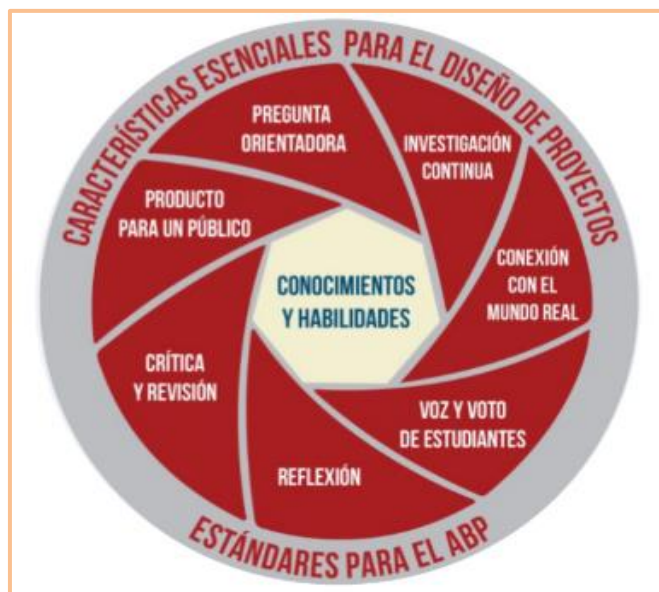 CARACTERÍSTICAS ESENCIALES PARA EL DISEÑO DE PROYECTOS
PREGUNTA
ORIENTADORA
INVESTIGACIÓN
CONTINUA
CONEXIÓN
CON EL
MUNDO REAL
VOZ Y VOTO
DE ESTUDIANTES
REFLEXIÓN
CRÍTICA
Y REVISIÓN
PRODUCTO
PARA UN PÚBLICO
CONOCIMIENTOS
Y HABILIDADES
ESTÁNDARES PARA EL ABP